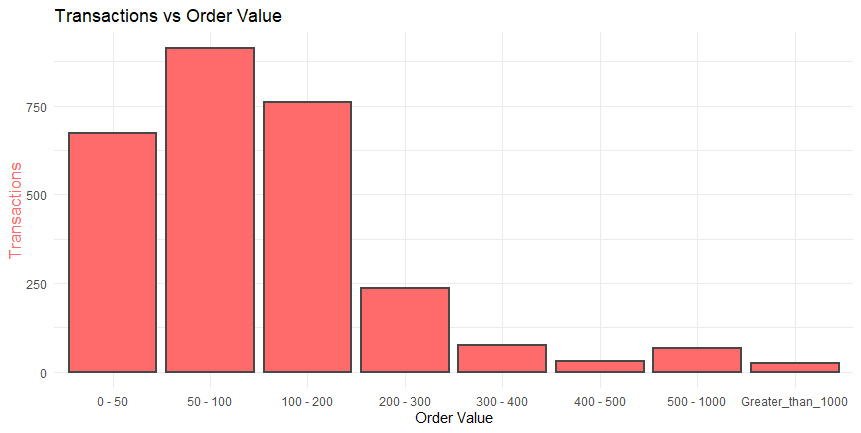 Transactions vs Order Value
Transactions
750
500
250
0
0 - 50
50 - 100
100 - 200
200 - 300
300 - 400
400 - 500
500 - 1000
Greater_than_1000
Order Value